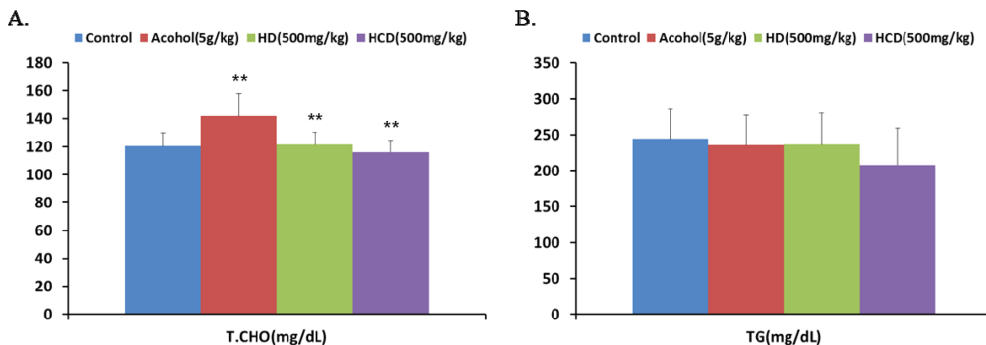 A.
Control Acohol(5g/kg) HD(500mg/kg) HCD(500mg/kg)
180
160
140
120
100
80
60
40
20
0
** ** **
T.CHO(mg/dL)
B.
Control Acohol(5g/kg) HD(500mg/kg) HCD(500mg/kg)
350
300
250
200
150
100
50
0
TG(mg/dL)